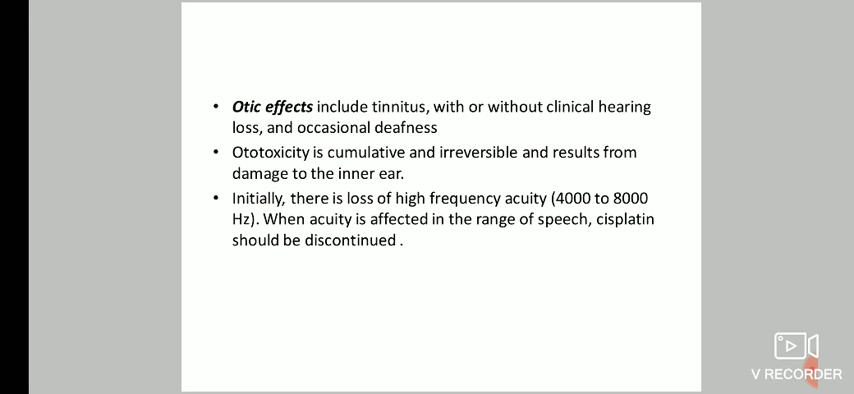 • Otic effects include tinnitus, with or without clinical hearing
loss, and occasional deafness
• Ototoxicity is cumulative and irreversible and results from
damage to the inner ear.
• Initially, there is loss of high frequency acuity (4000 to 8000
Hz). When acuity is affected in the range of speech, cisplatin
should be discontinued .
V RECORDER